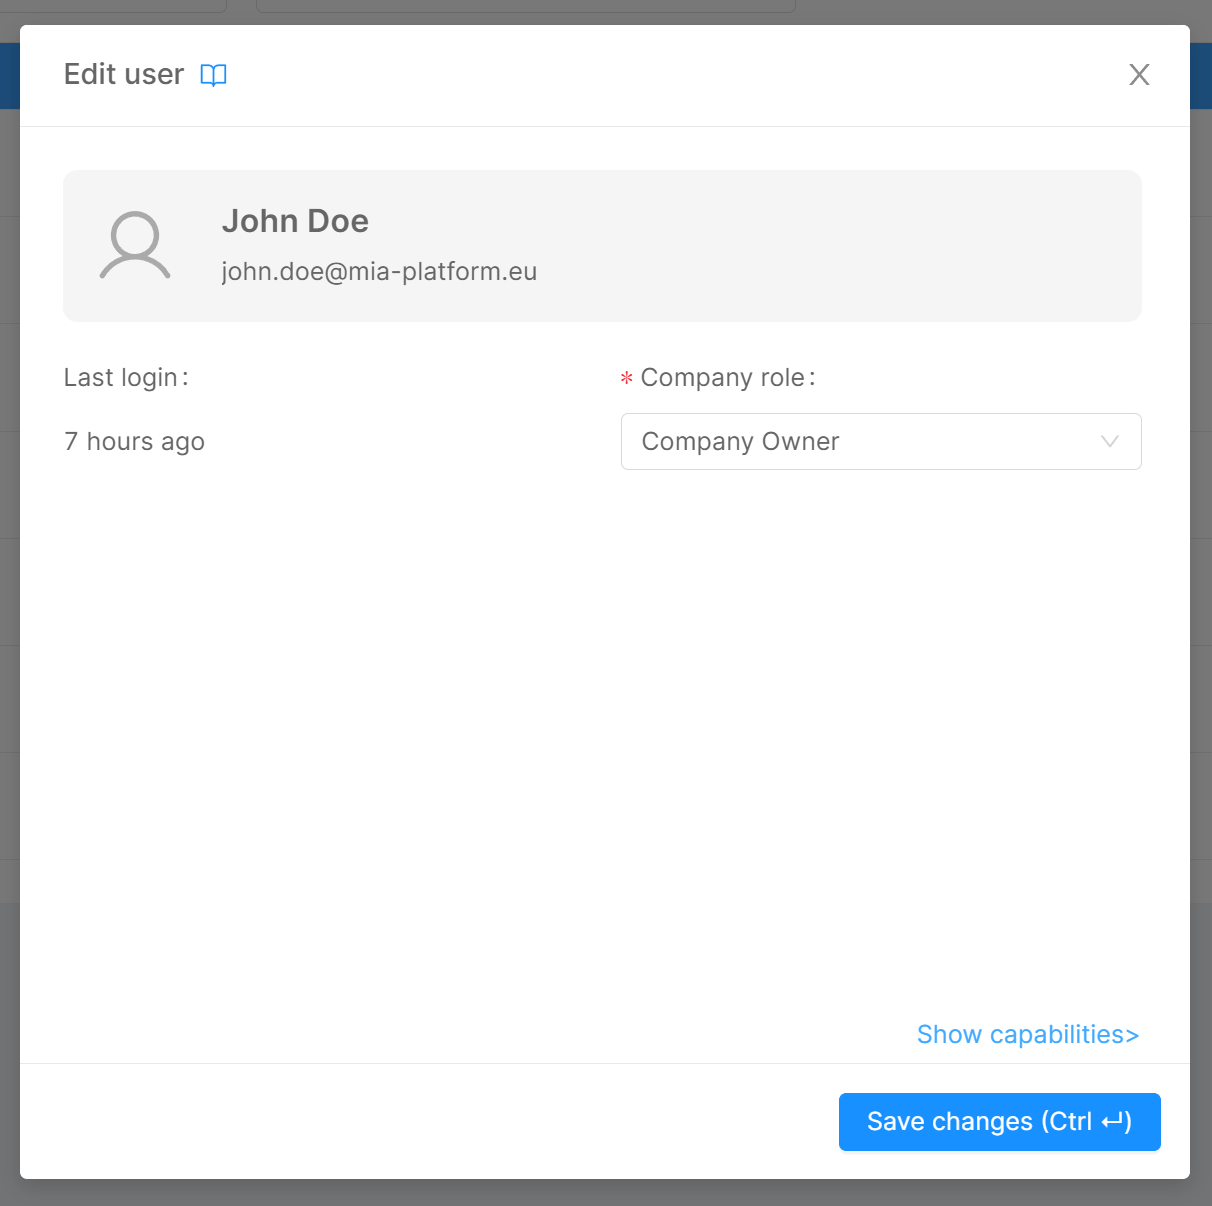 Edit user
John Doe
john.doe@mia-platform.eu
Last login:
7 hours ago
* Company role:
Company Owner
Show capabilities>
Save changes (Ctrl ↵)